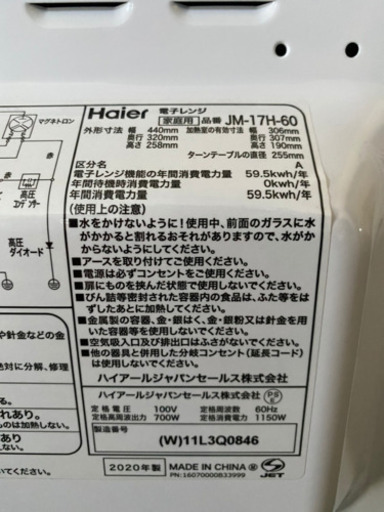 マグネトロン
赤
赤
高圧
コンデンサー
高圧
ダイオード
Haier 電子レンジ 家庭用 品番 JM-17H-60
外形寸法 幅 440mm 加熱室の有効寸法 幅 306mm
奥行 320mm 奥行 307mm
高さ 258mm 高さ 190mm
ターンテーブルの直径 255mm
区分名 A
電子レンジ機能の年間消費電力量 59.5kwh/年
年間待機時消費電力量 0kwh/年
年間消費電力量 59.5kwh/年
(使用上の注意)
■水をかけないように!使用中、前面のガラスに水
がかかると割れるおそれがありますので、水がか
からないようにしてください。
■アースを取り付けてご使用ください。
■電源は必ずコンセントをご使用ください。
■扉にものを挟んだ状態で使用しないでください。
■びん詰等密封された容器内の食品は、ふた等をはず
したあとに加熱してください。
■金属製の容器、金・銀はく、金・銀粉又は針金を用
いた容器等を使用しないでください。
■空気吸入口及び排出口はふさがないでください。
■他の器具と併用した分岐コンセント(延長コード)
は使用しないでください。
ハイアールジャパンセールス株式会社
ハイアールジャパンセールス株式会社 PSE
定格電圧 100V 定格周波数 60Hz
定格高周波出力 700W 定格消費電力 1150W
製造番号
(W)11L3Q0846
2020年製 MADE IN CHINA
PN: 16070000B33999
JET
や針金などの金
絶対に分解、修理
れあり。